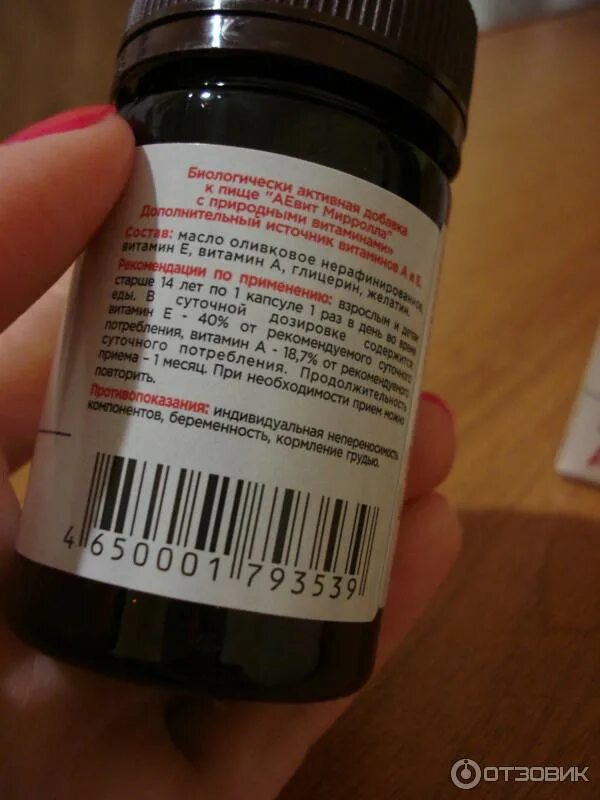 Биологически активная добавка
к пище "АЕвит Мирролла"
с природными витаминами»
Дополнительный источник витаминов А и Е.
Состав: масло оливковое нерафинированное,
витамин Е, витамин А, глицерин, желатин.
Рекомендации по применению: взрослым и детям
старше 14 лет по 1 капсуле 1 раз в день во время
еды. В суточной дозировке содержится
витамин Е - 40% от рекомендуемого суточного
потребления, витамин А - 18,7% от рекомендуемого
суточного потребления. Продолжительность
приема - 1 месяц. При необходимости прием можно
повторить.
Противопоказания: индивидуальная непереносимость
компонентов, беременность, кормление грудью.
4 650001 793539
ОТЗОВИК